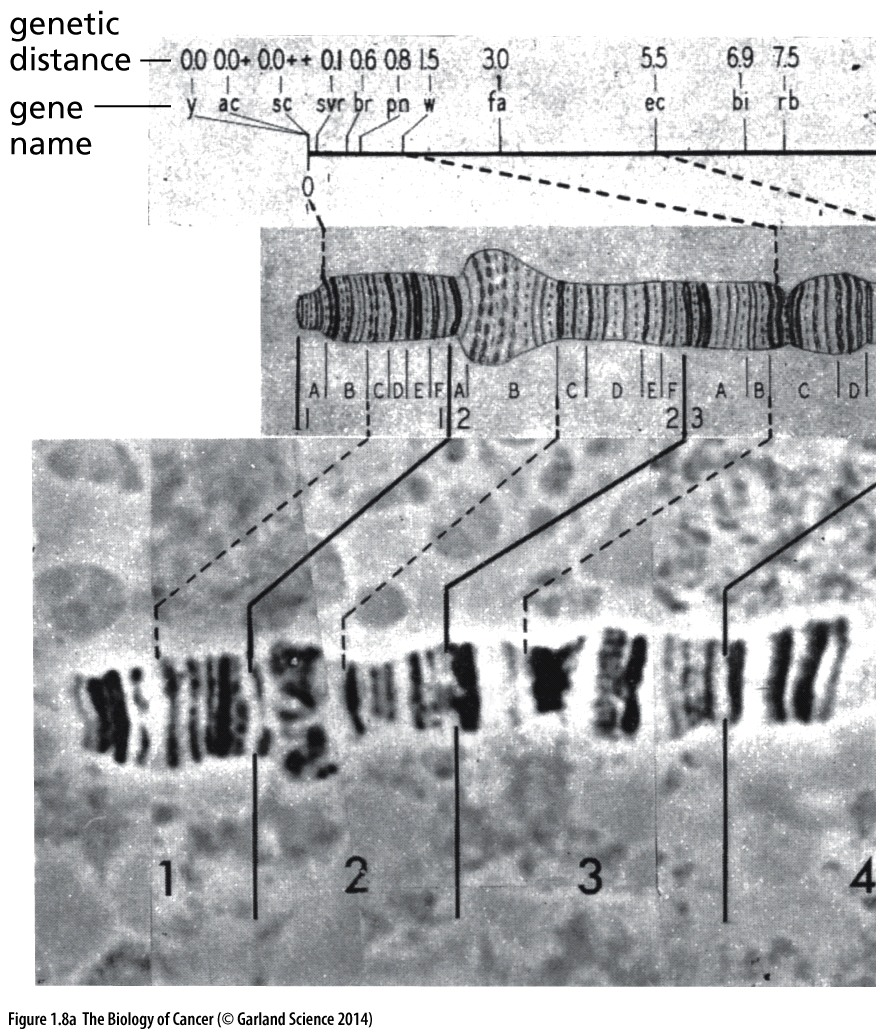 genetic
distance — 0.0 0.0+ 0.0++ 0.1 0.6 0.8 1.5 3.0 5.5 6.9 7.5
gene
name
y ac sc svr br pn w fa ec bi rb
0
A B C D E F A B C D E F A B C D
1 1 2 2 3
1 2 3 4
Figure 1.8a The Biology of Cancer (© Garland Science 2014)